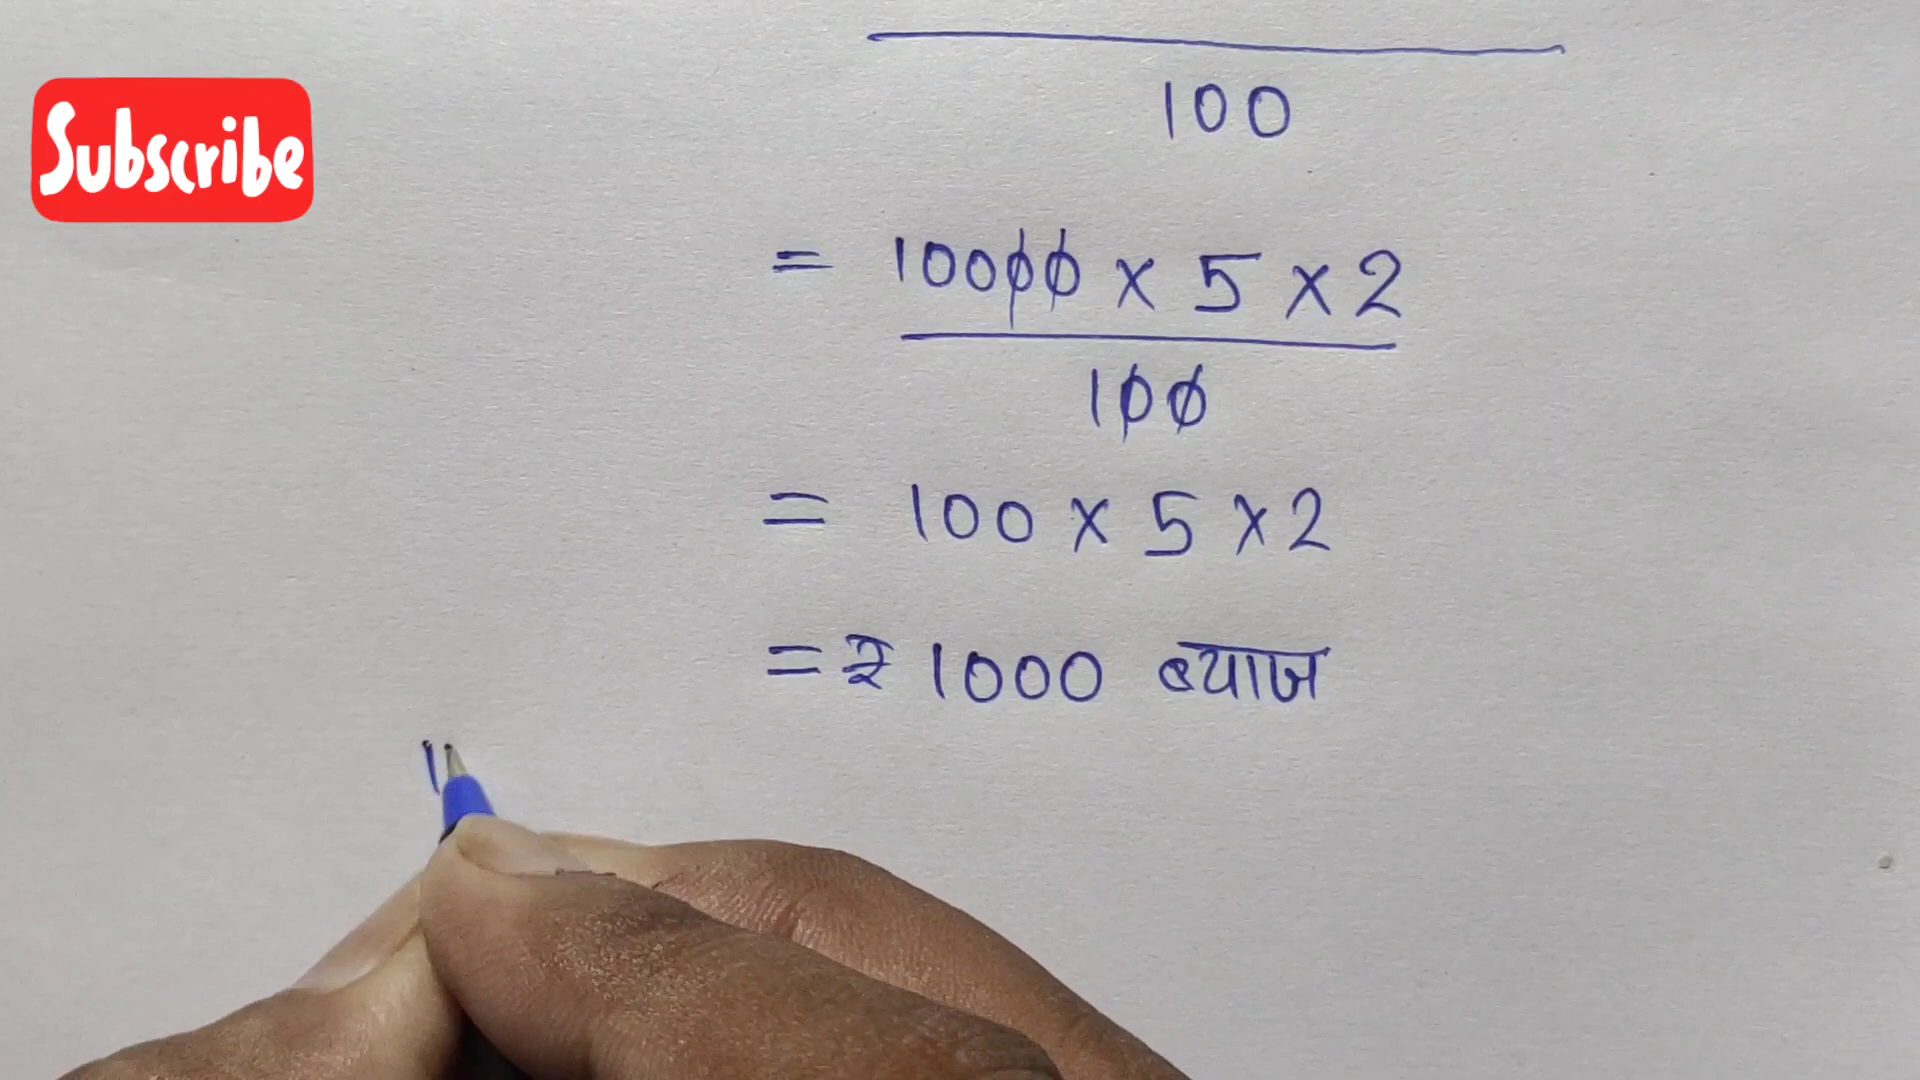 Subscribe
100
= 10000 x 5 x 2
100
= 100 x 5 x 2
= ₹ 1000 ब्याज